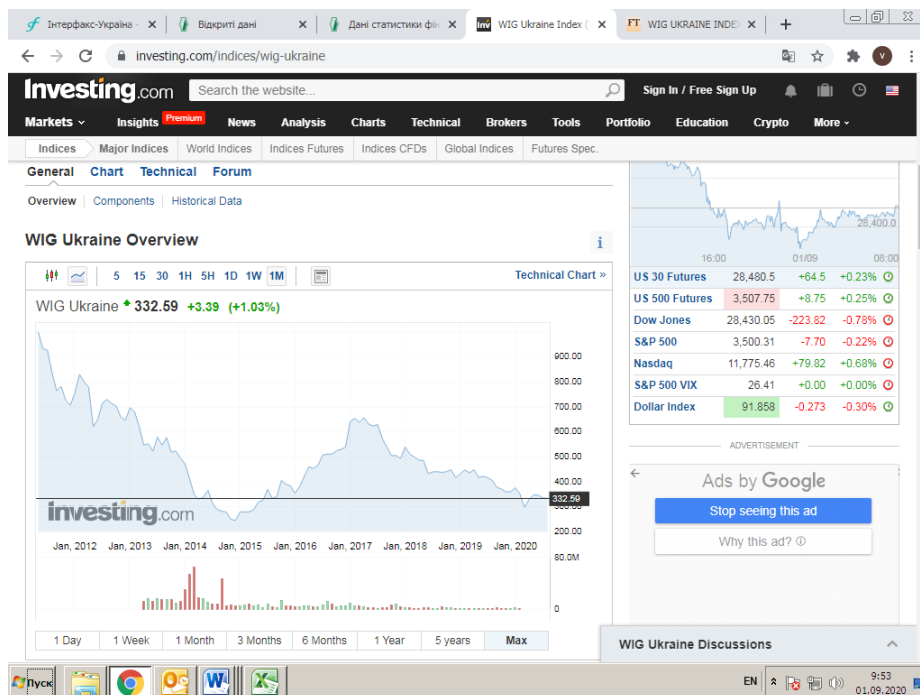 Інтерфакс-Україна -
Відкриті дані
Дані статистики фін
WIG Ukraine Index (
FT WIG UKRAINE INDE
investing.com/indices/wig-ukraine
V
Investing.com
Search the website...
Sign In / Free Sign Up
Markets Insights Premium News Analysis Charts Technical Brokers Tools Portfolio Education Crypto More
Indices Major Indices World Indices Indices Futures Indices CFDs Global Indices Futures Spec.
General Chart Technical Forum
Overview Components Historical Data
WIG Ukraine Overview
5 15 30 1H 5H 1D 1W 1M
Technical Chart »
WIG Ukraine 332.59 +3.39 (+1.03%)
900.00
800.00
700.00
600.00
500.00
400.00
332.59
300.00
200.00
investing.com
Jan, 2012 Jan, 2013 Jan, 2014 Jan, 2015 Jan, 2016 Jan, 2017 Jan, 2018 Jan, 2019 Jan, 2020
80.0M
0
1 Day 1 Week 1 Month 3 Months 6 Months 1 Year 5 years Max
28,400.0
16:00 01/09 08:00
US 30 Futures 28,480.5 +64.5 +0.23%
US 500 Futures 3,507.75 +8.75 +0.25%
Dow Jones 28,430.05 -223.82 -0.78%
S&P 500 3,500.31 -7.70 -0.22%
Nasdaq 11,775.46 +79.82 +0.68%
S&P 500 VIX 26.41 +0.00 +0.00%
Dollar Index 91.858 -0.273 -0.30%
ADVERTISEMENT
Ads by Google
Stop seeing this ad
Why this ad?
WIG Ukraine Discussions
Пуск
EN
9:53
01.09.2020